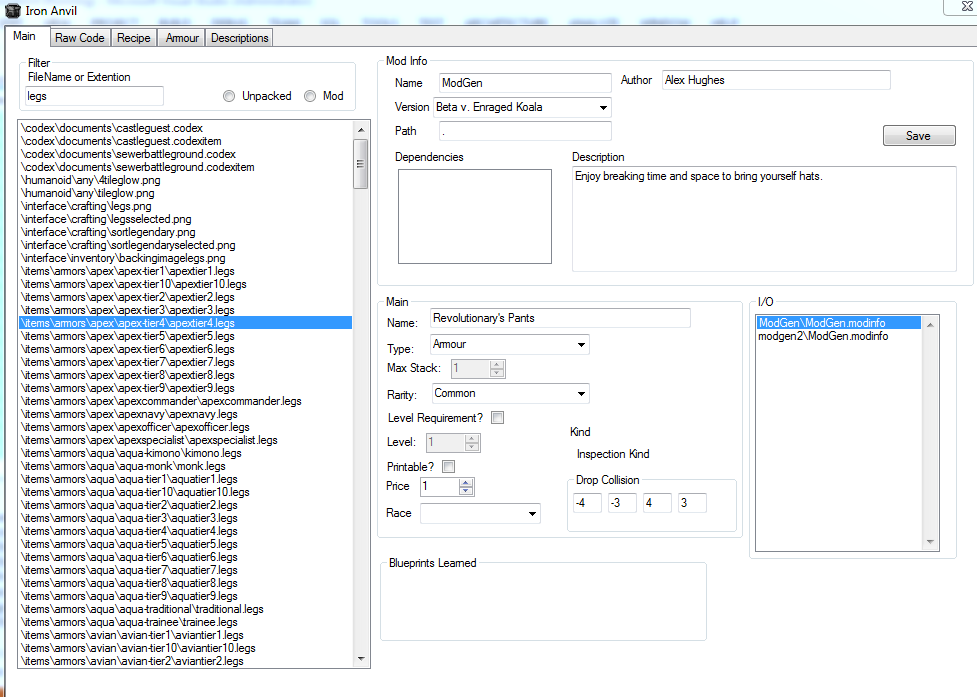 Iron Anvil
Main
Raw Code
Recipe
Amour
Descriptions
Filter
FileName or Extention
legs
Unpacked
Mod
\codex\documents\castleguest.codex
\codex\documents\castleguest.codexitem
\codex\documents\sewerbattleground.codex
\codex\documents\sewerbattleground.codexitem
\humanoid\any\4tileglow.png
\humanoid\any\tileglow.png
\interface\crafting\legs.png
\interface\crafting\legsselected.png
\interface\crafting\sortlegendary.png
\interface\crafting\sortlegendaryselected.png
\interface\inventory\backingimagelegs.png
\items\armors\apex\apex-tier1\apextier1.legs
\items\armors\apex\apex-tier10\apextier10.legs
\items\armors\apex\apex-tier2\apextier2.legs
\items\armors\apex\apex-tier3\apextier3.legs
\items\armors\apex\apex-tier4\apextier4.legs
\items\armors\apex\apex-tier5\apextier5.legs
\items\armors\apex\apex-tier6\apextier6.legs
\items\armors\apex\apex-tier7\apextier7.legs
\items\armors\apex\apex-tier8\apextier8.legs
\items\armors\apex\apex-tier9\apextier9.legs
\items\armors\apex\apexcommander\apexcommander.legs
\items\armors\apex\apexnavy\apexnavy.legs
\items\armors\apex\apexofficer\apexofficer.legs
\items\armors\apex\apexspecialist\apexspecialist.legs
\items\armors\aqua\aqua-kimono\kimono.legs
\items\armors\aqua\aqua-monk\monk.legs
\items\armors\aqua\aqua-tier1\aquatier1.legs
\items\armors\aqua\aqua-tier10\aquatier10.legs
\items\armors\aqua\aqua-tier2\aquatier2.legs
\items\armors\aqua\aqua-tier3\aquatier3.legs
\items\armors\aqua\aqua-tier4\aquatier4.legs
\items\armors\aqua\aqua-tier5\aquatier5.legs
\items\armors\aqua\aqua-tier6\aquatier6.legs
\items\armors\aqua\aqua-tier7\aquatier7.legs
\items\armors\aqua\aqua-tier8\aquatier8.legs
\items\armors\aqua\aqua-tier9\aquatier9.legs
\items\armors\aqua\aqua-traditional\traditional.legs
\items\armors\aqua\aqua-trainee\trainee.legs
\items\armors\avian\avian-tier1\aviantier1.legs
\items\armors\avian\avian-tier10\aviantier10.legs
\items\armors\avian\avian-tier2\aviantier2.legs
Mod Info
Name ModGen
Author Alex Hughes
Version Beta v. Enraged Koala
Path .
Save
Dependencies
Description
Enjoy breaking time and space to bring yourself hats.
Main
Name: Revolutionary's Pants
Type: Amour
Max Stack: 1
Rarity: Common
Level Requirement?
Level: 1
Printable?
Price 1
Race
Kind
Inspection Kind
Drop Collision
-4 -3 4 3
Blueprints Learned
I/O
ModGen\ModGen.modinfo
modgen2\ModGen.modinfo